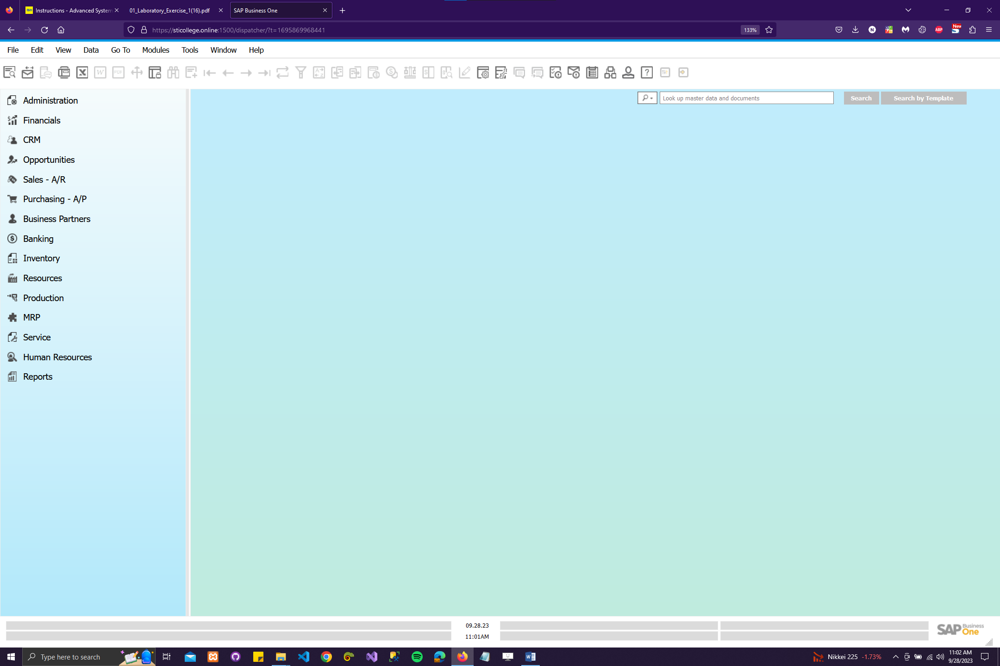 Instructions - Advanced System
01_Laboratory_Exercise_1(16).pdf
SAP Business One
https://sticollege.online:1500/dispatcher/?t=1695869968441
133%
ABP
New
File Edit View Data Go To Modules Tools Window Help
Look up master data and documents
Search
Search by Template
Administration
Financials
CRM
Opportunities
Sales - A/R
Purchasing - A/P
Business Partners
Banking
Inventory
Resources
Production
MRP
Service
Human Resources
Reports
09.28.23
11:01AM
SAP Business One
Type here to search
Nikkei 225 -1.73%
11:02 AM
9/28/2023